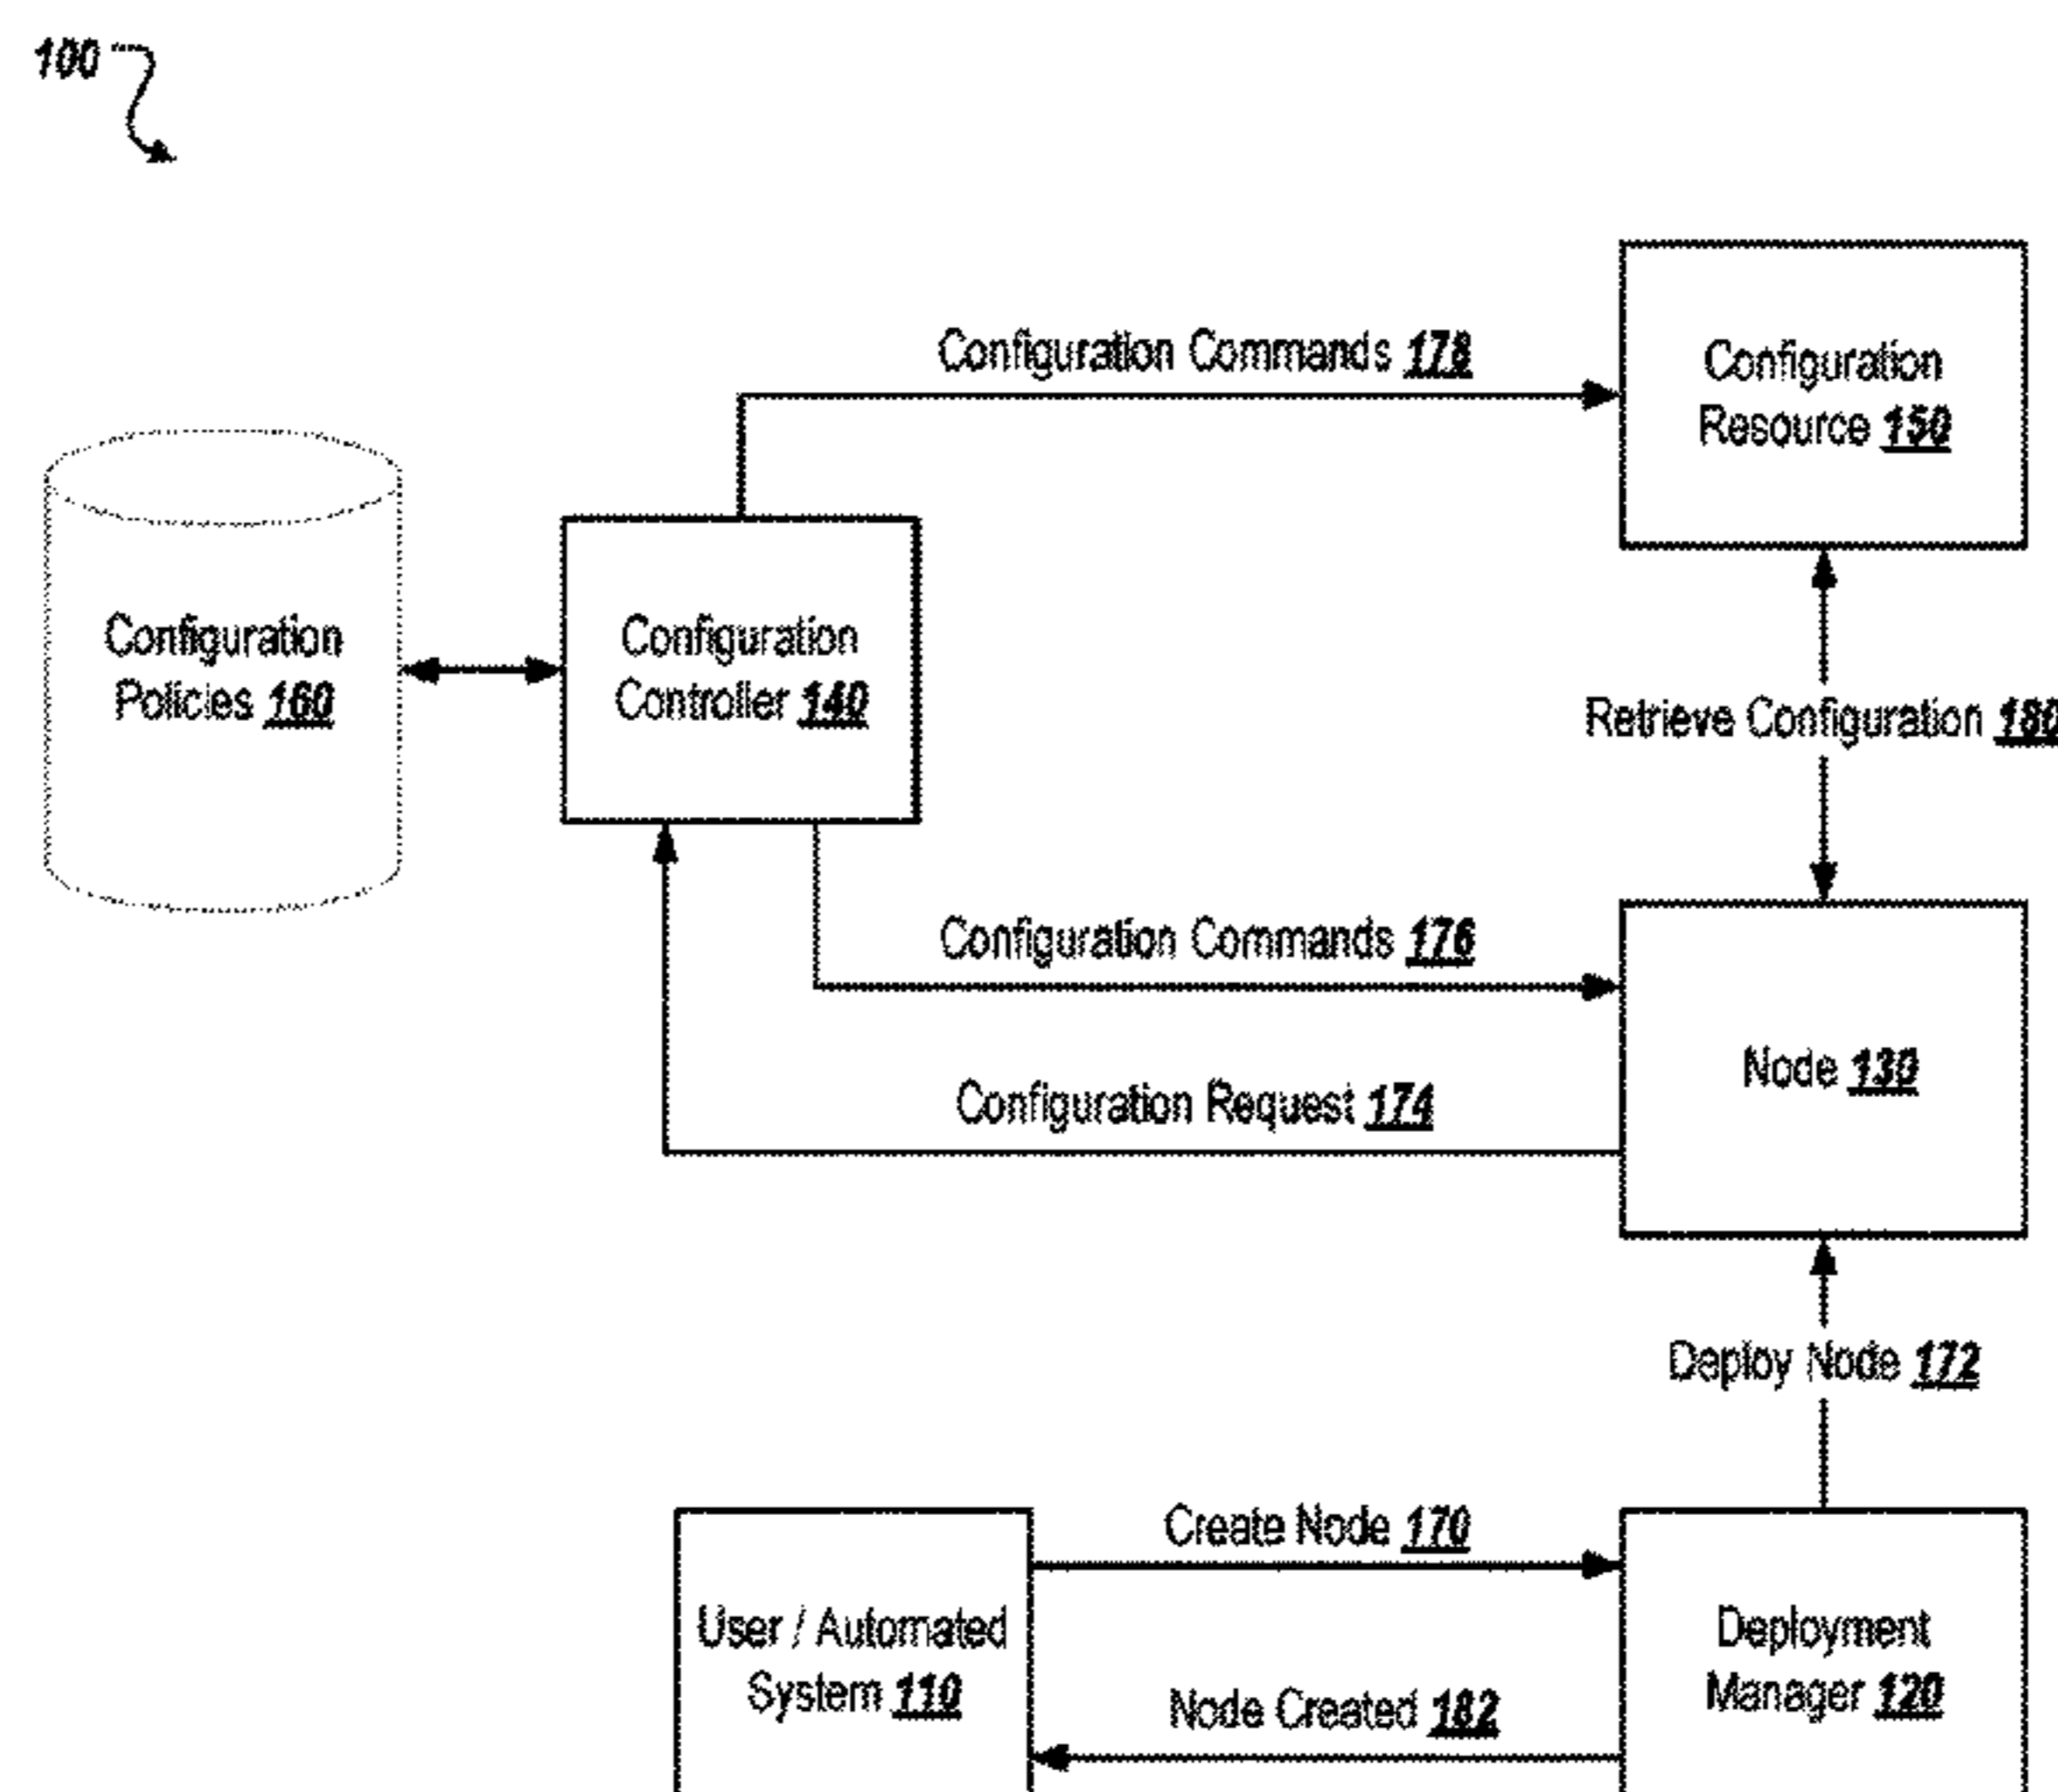 100
Configuration Commands 178
Configuration
Resource 150
Configuration
Policies 160
Configuration
Controller 140
Retrieve Configuration 180
Configuration Commands 176
Node 130
Configuration Request 174
Deploy Node 172
Create Node 170
User / Automated
System 110
Deployment
Manager 120
Node Created 182